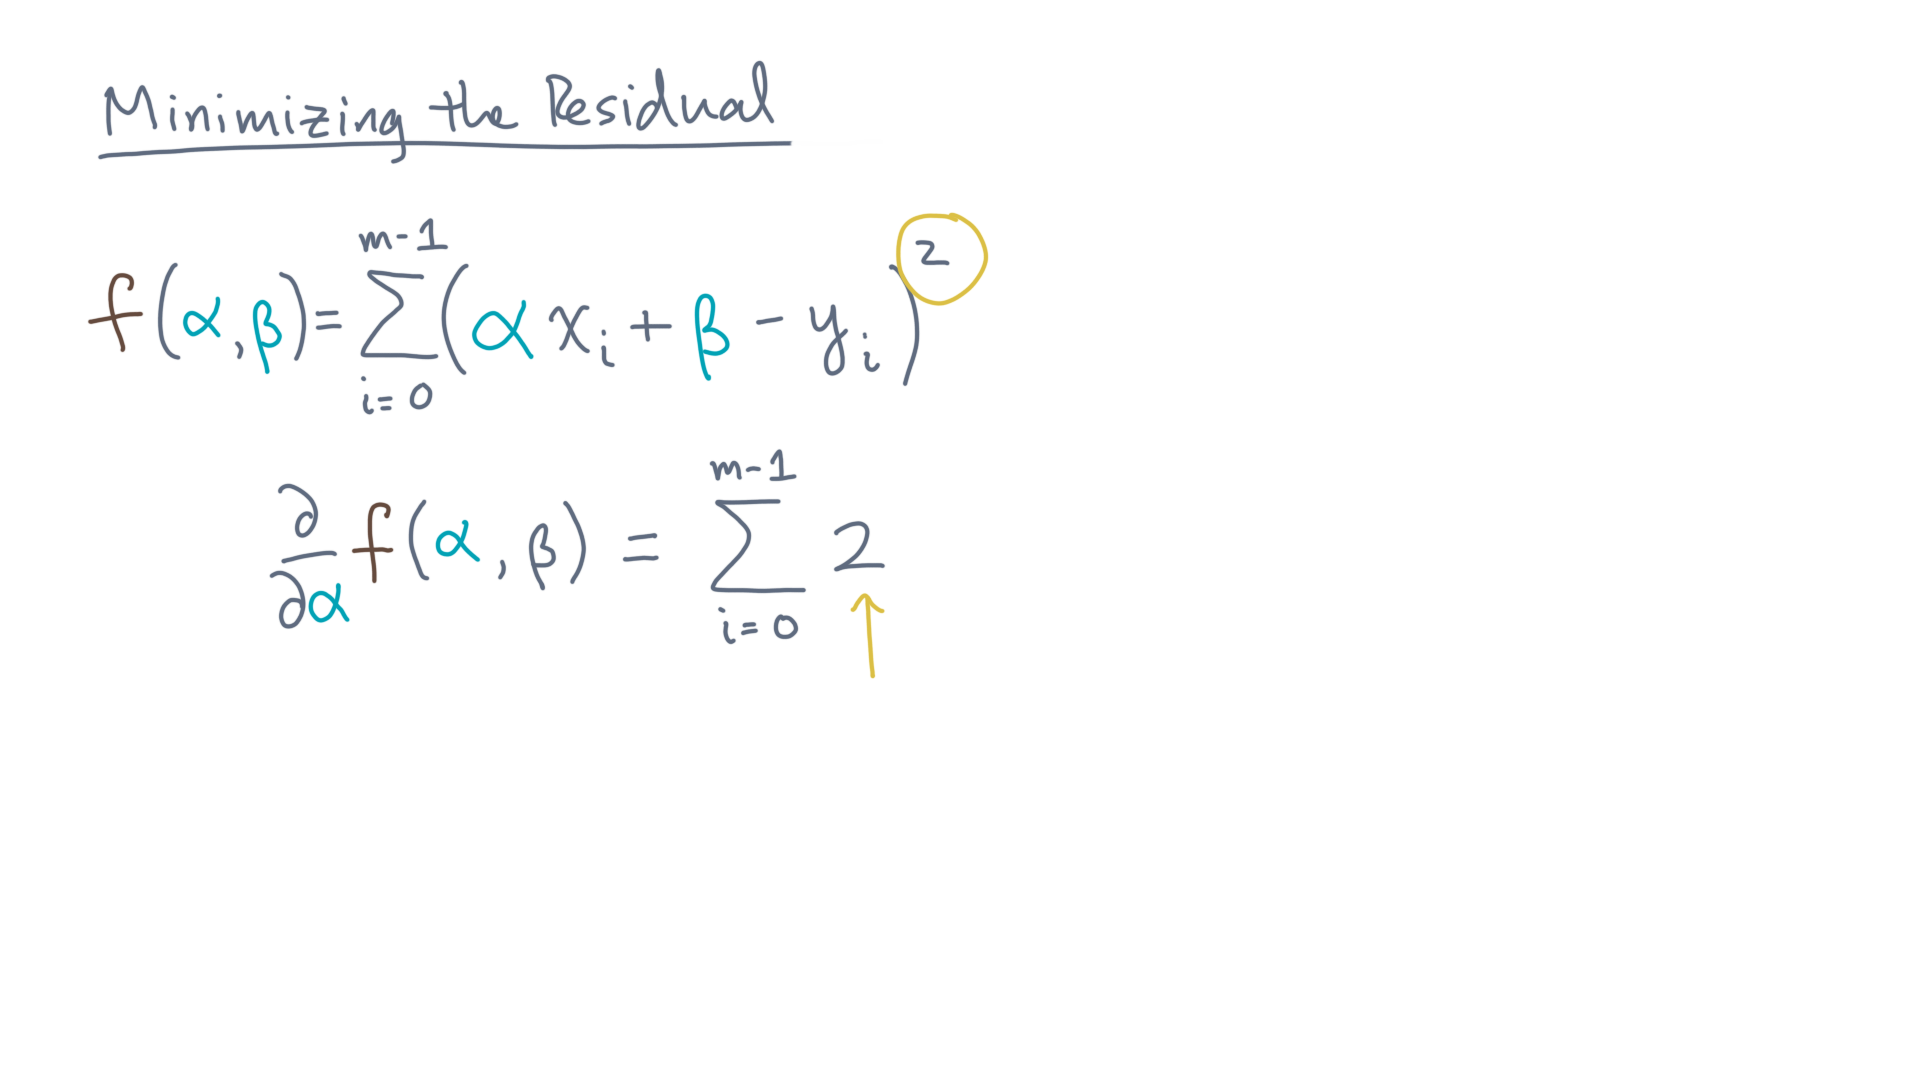 Minimizing the Residual
f(α,β)= ∑_{i=0}^{m-1} (αx_i + β - y_i)^2
∂/∂α f(α,β) = ∑_{i=0}^{m-1} 2